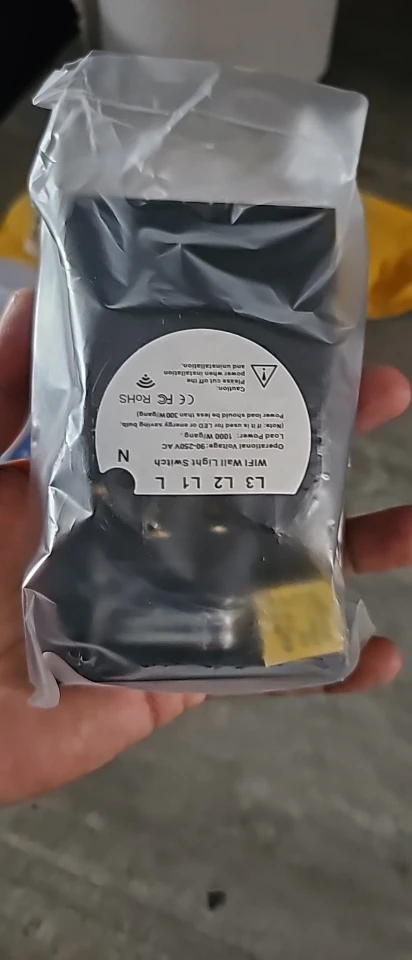 L3 L2 L1 L N
WIFI Wall Light Switch
Operational Voltage:90-250V AC
Load Power: 1000 W/gang
(Note: If it is used for LED or energy saving bulb,
Power load should be less than 300W/gang)
CE FC RoHS
Caution.
Please cut off the
power when installation
and uninstallation.